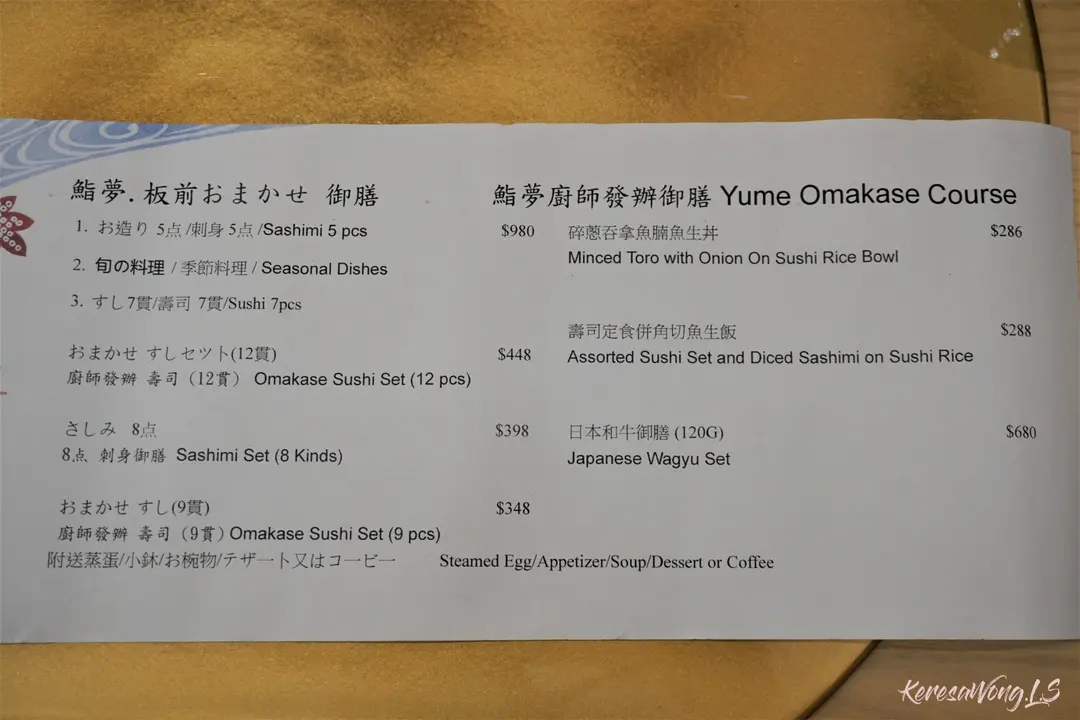 鮨夢.板前おまかせ 御膳
鮨夢廚師發辦御膳 Yume Omakase Course
1. お造り 5点 /刺身 5点 /Sashimi 5 pcs $980
2. 旬の料理 / 季節料理 / Seasonal Dishes
3. すし7貫/壽司 7貫/Sushi 7pcs
おまかせ すしセツト(12貫) $448
廚師發辦 壽司 (12貫) Omakase Sushi Set (12 pcs)
さしみ 8点 $398
8点 刺身御膳 Sashimi Set (8 Kinds)
おまかせ すし(9貫) $348
廚師發辦 壽司 (9貫) Omakase Sushi Set (9 pcs)
碎蔥吞拿魚腩魚生丼 $286
Minced Toro with Onion On Sushi Rice Bowl
壽司定食併角切魚生飯 $288
Assorted Sushi Set and Diced Sashimi on Sushi Rice
日本和牛御膳 (120G) $680
Japanese Wagyu Set
附送蒸蛋/小鉢/お椀物/テザート又はコーヒー Steamed Egg/Appetizer/Soup/Dessert or Coffee
KeresaWong.LS